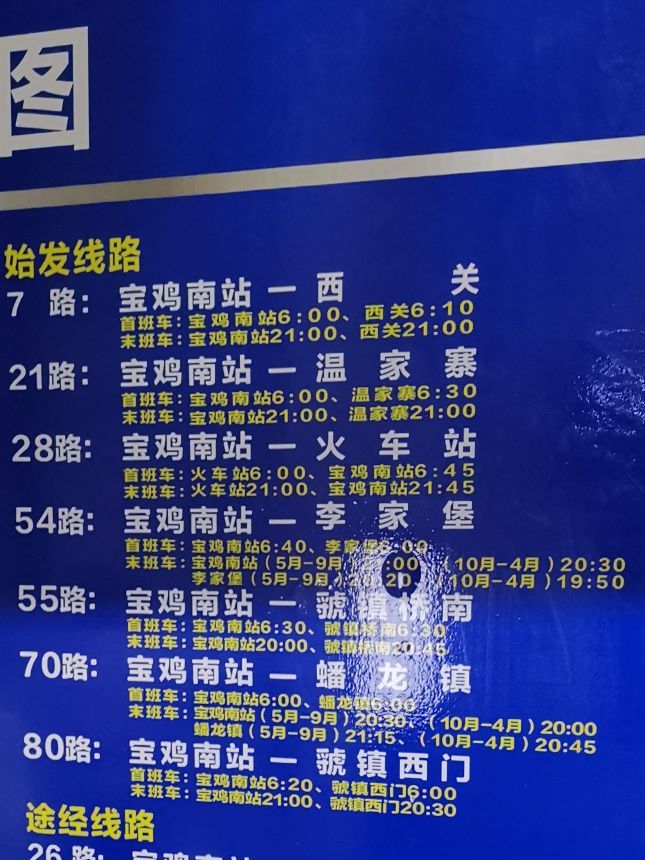 图
始发线路
7 路: 宝鸡南站 — 西 关
首班车:宝鸡南站6:00、西关6:10
末班车:宝鸡南站21:00、西关21:00
21路: 宝鸡南站 — 温家寨
首班车:宝鸡南站6:00、温家寨6:30
末班车:宝鸡南站21:00、温家寨21:00
28路: 宝鸡南站 — 火车站
首班车:火车站6:00、宝鸡南站6:45
末班车:火车站21:00、宝鸡南站21:45
54路: 宝鸡南站 — 李家堡
首班车:宝鸡南站6:40、李家堡6:00
末班车:宝鸡南站(5月-9月) :00、(10月-4月)20:30
李家堡(5月-9月) (10月-4月)19:50
55路: 宝鸡南站 — 虢镇桥南
首班车:宝鸡南站6:30、虢镇桥南6:30
末班车:宝鸡南站20:00、虢镇桥南20:45
70路: 宝鸡南站 — 蟠龙镇
首班车:宝鸡南站6:00、蟠龙镇6:00
末班车:宝鸡南站(5月-9月)20:30、(10月-4月)20:00
蟠龙镇(5月-9月)21:15、(10月-4月)20:45
80路: 宝鸡南站 — 虢镇西门
首班车:宝鸡南站6:20、虢镇西门6:00
末班车:宝鸡南站21:00、虢镇西门20:30
途经线路
26 路: 宝鸡南站